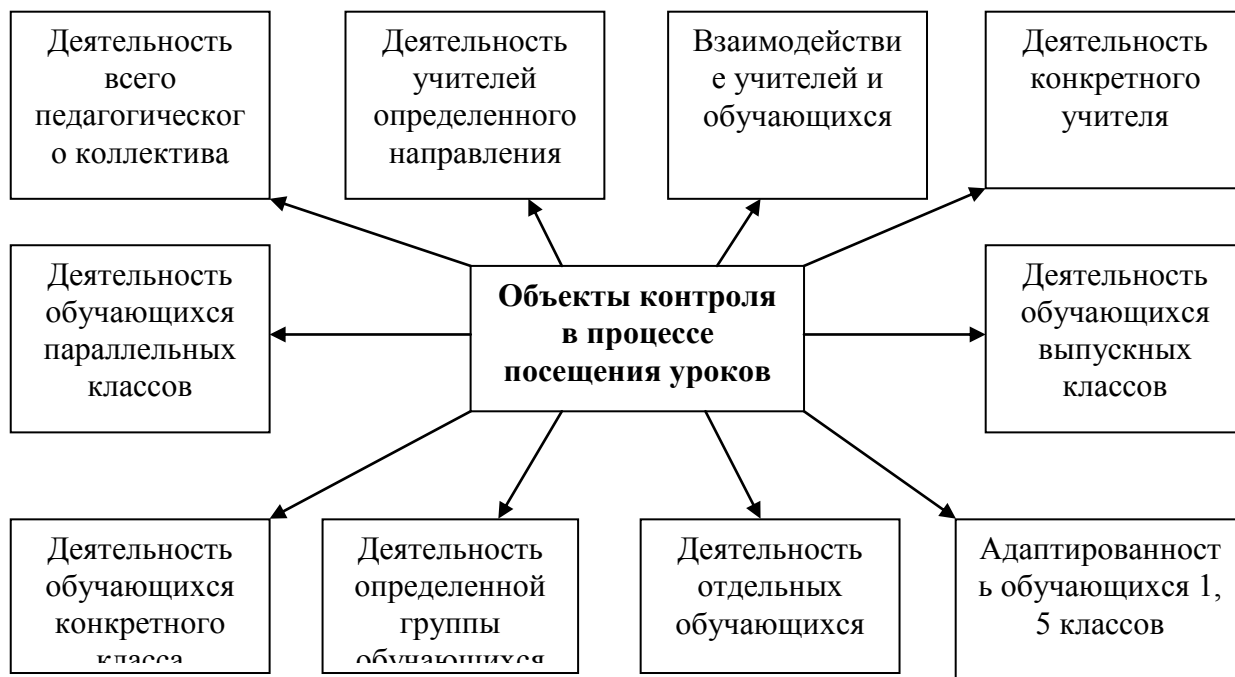 Деятельность
всего
педагогическог
о коллектива
Деятельность
учителей
определенного
направления
Взаимодействи
е учителей и
обучающихся
Деятельность
конкретного
учителя
Деятельность
обучающихся
параллельных
классов
Объекты контроля
в процессе
посещения уроков
Деятельность
обучающихся
выпускных
классов
Деятельность
обучающихся
конкретного
класса
Деятельность
определенной
группы
обучающихся
Деятельность
отдельных
обучающихся
Адаптированност
ь обучающихся 1,
5 классов